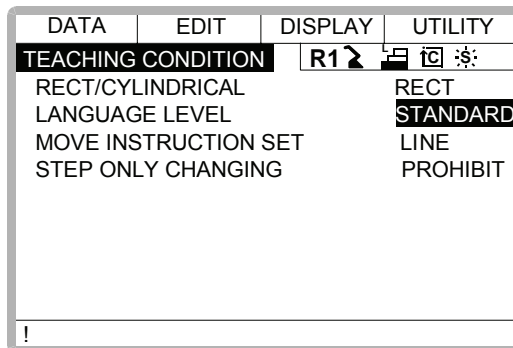 DATA EDIT DISPLAY UTILITY
TEACHING CONDITION R1 C S
RECT/CYLINDRICAL RECT
LANGUAGE LEVEL STANDARD
MOVE INSTRUCTION SET LINE
STEP ONLY CHANGING PROHIBIT
!